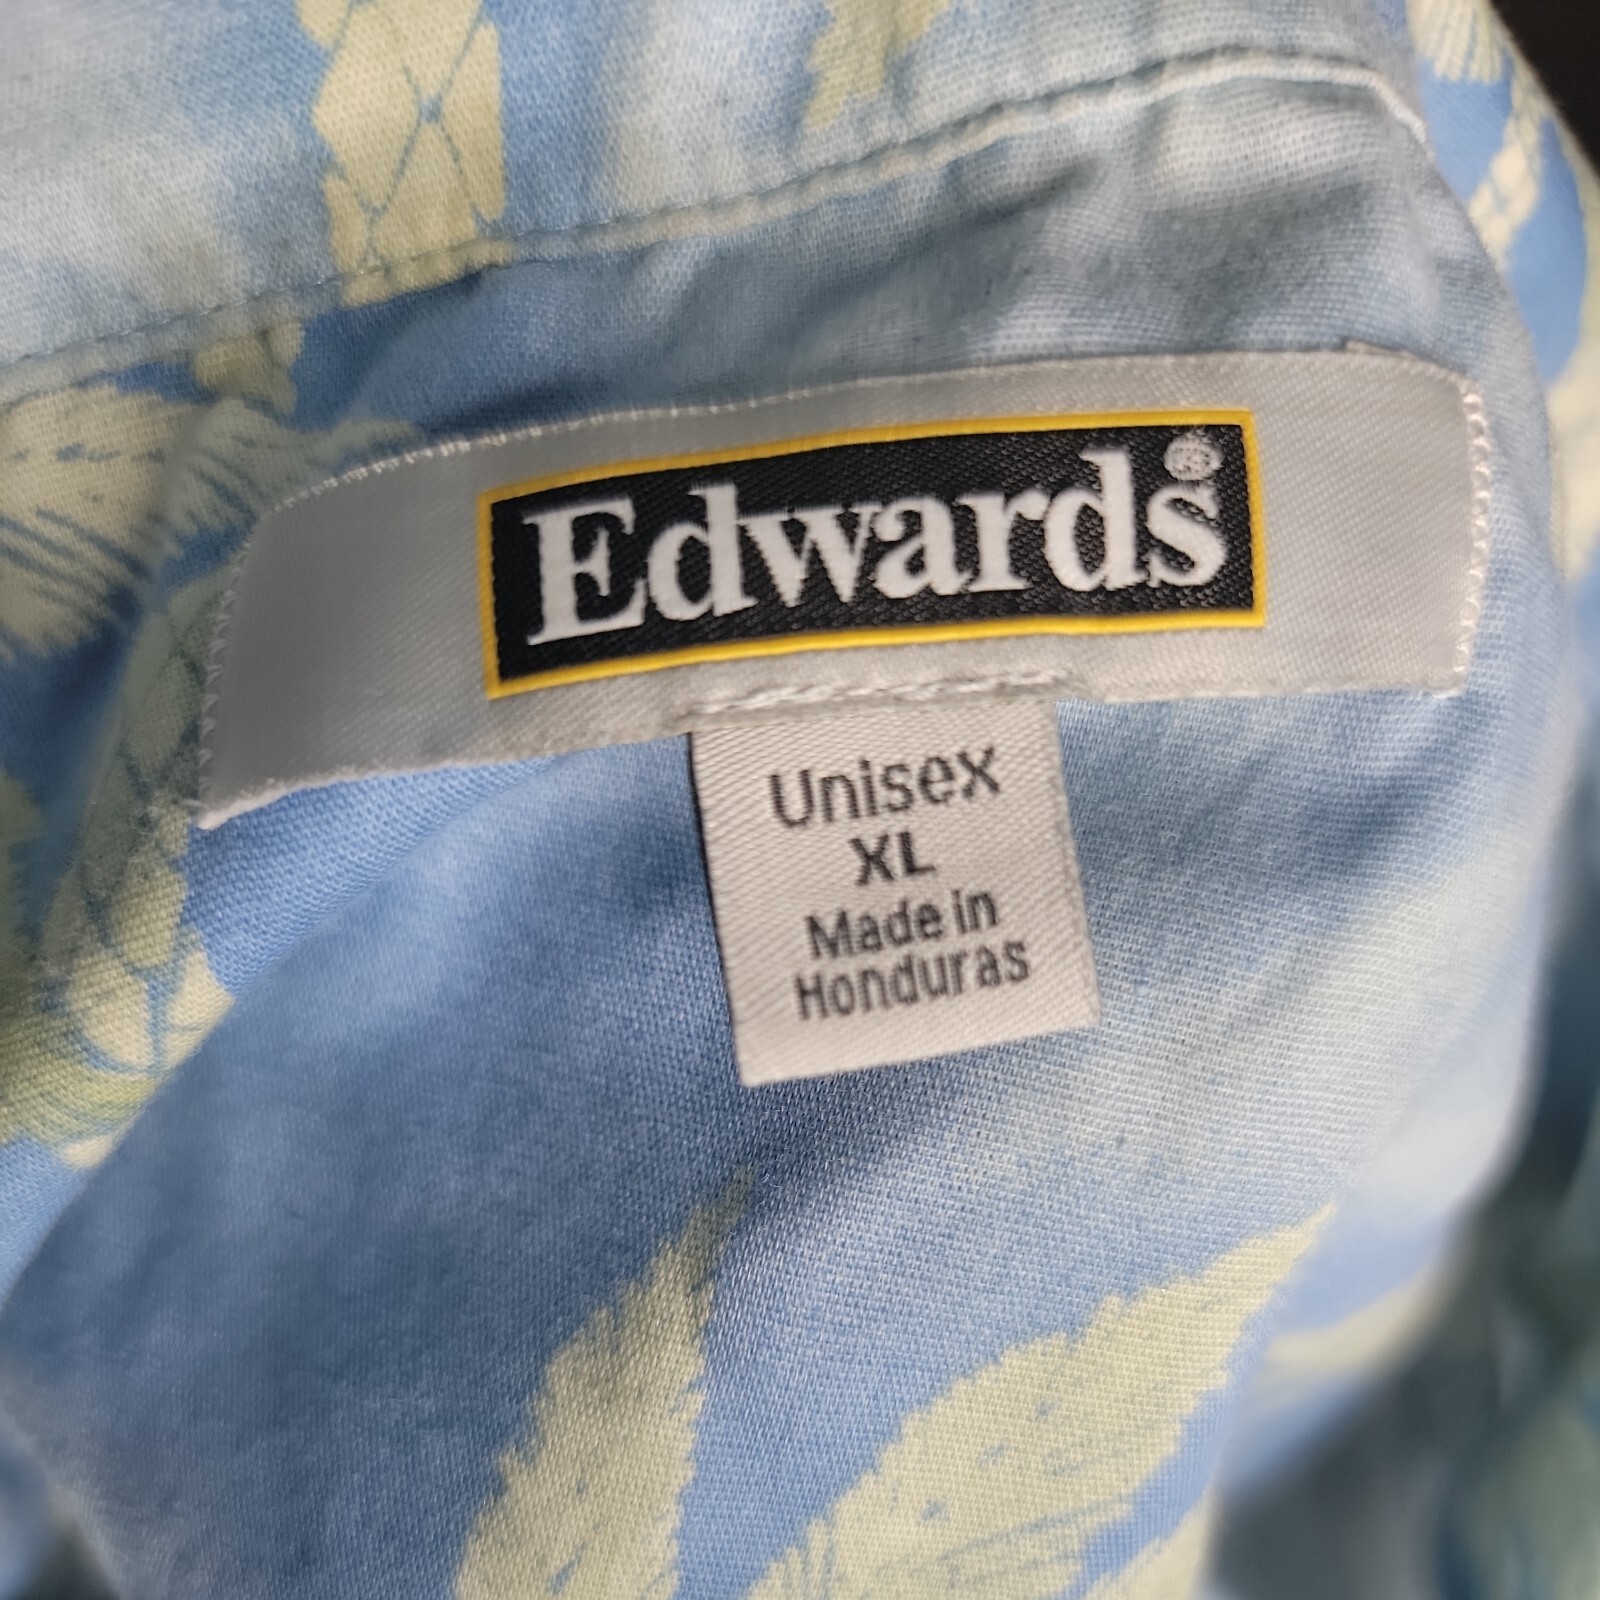 Edwards®
Unisex
XL
Made in
Honduras